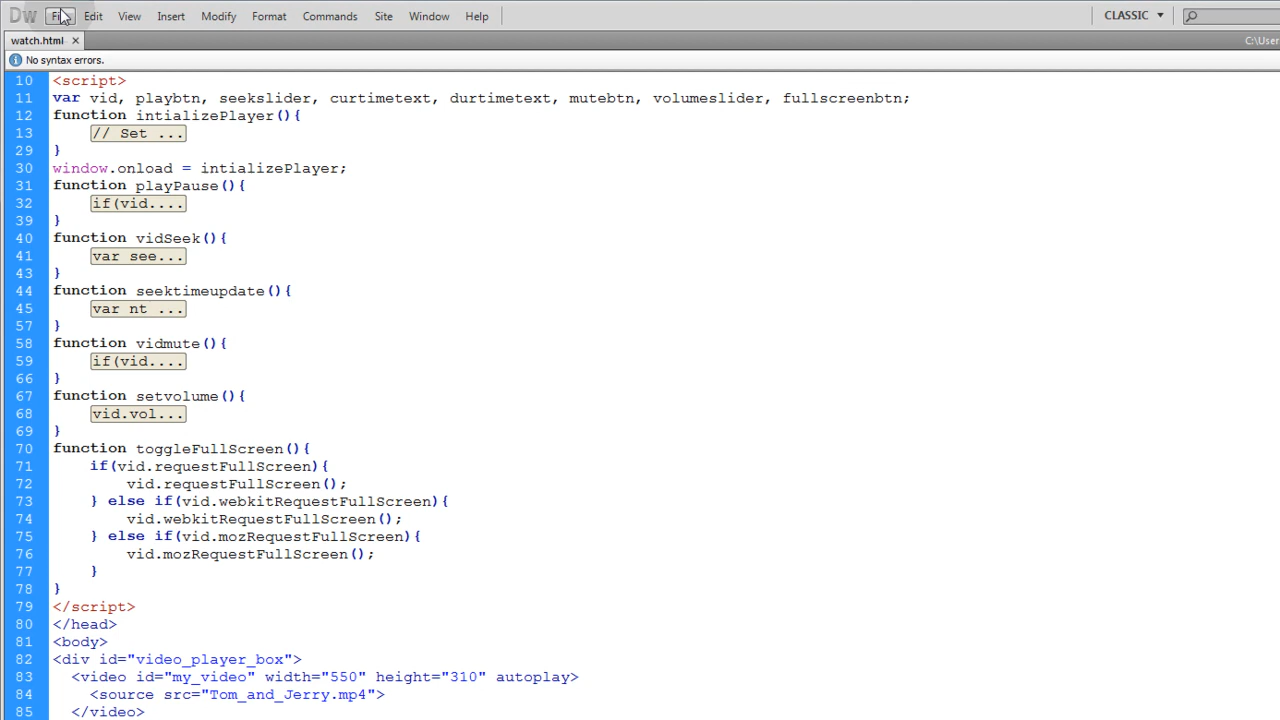 Dw File Edit View Insert Modify Format Commands Site Window Help CLASSIC
watch.html C:\User
No syntax errors.
10 <script>
11 var vid, playbtn, seekslider, curtimetext, durtimetext, mutebtn, volumeslider, fullscreenbtn;
12 function intializePlayer(){
13 // Set ...
29 }
30 window.onload = intializePlayer;
31 function playPause(){
32 if(vid....
39 }
40 function vidSeek(){
41 var see...
43 }
44 function seektimeupdate(){
45 var nt ...
57 }
58 function vidmute(){
59 if(vid....
66 }
67 function setvolume(){
68 vid.vol...
69 }
70 function toggleFullScreen(){
71 if(vid.requestFullScreen){
72 vid.requestFullScreen();
73 } else if(vid.webkitRequestFullScreen){
74 vid.webkitRequestFullScreen();
75 } else if(vid.mozRequestFullScreen){
76 vid.mozRequestFullScreen();
77 }
78 }
79 </script>
80 </head>
81 <body>
82 <div id="video_player_box">
83 <video id="my_video" width="550" height="310" autoplay>
84 <source src="Tom_and_Jerry.mp4">
85 </video>